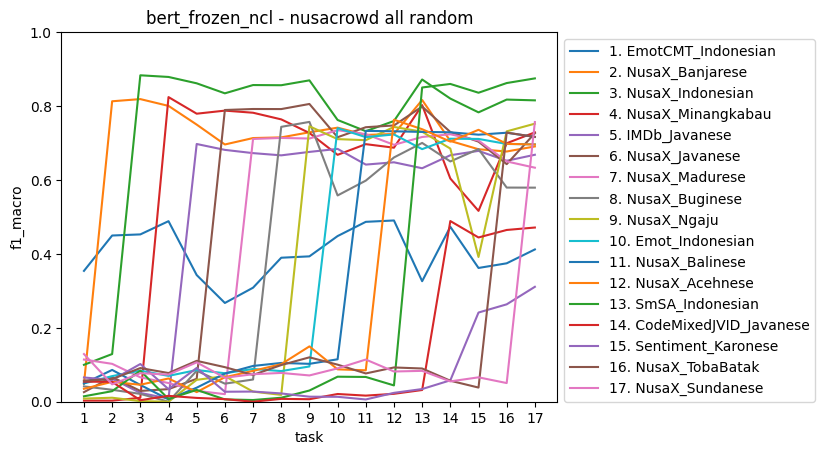 bert_frozen_ncl - nusacrowd all random
1.0
0.8
0.6
0.4
0.2
0.0
f1_macro
1 2 3 4 5 6 7 8 9 10 11 12 13 14 15 16 17
task
1. EmotCMT_Indonesian
2. NusaX_Banjarese
3. NusaX_Indonesian
4. NusaX_Minangkabau
5. IMDb_Javanese
6. NusaX_Javanese
7. NusaX_Madurese
8. NusaX_Buginese
9. NusaX_Ngaju
10. Emot_Indonesian
11. NusaX_Balinese
12. NusaX_Acehnese
13. SmSA_Indonesian
14. CodeMixedJVID_Javanese
15. Sentiment_Karonese
16. NusaX_TobaBatak
17. NusaX_Sundanese